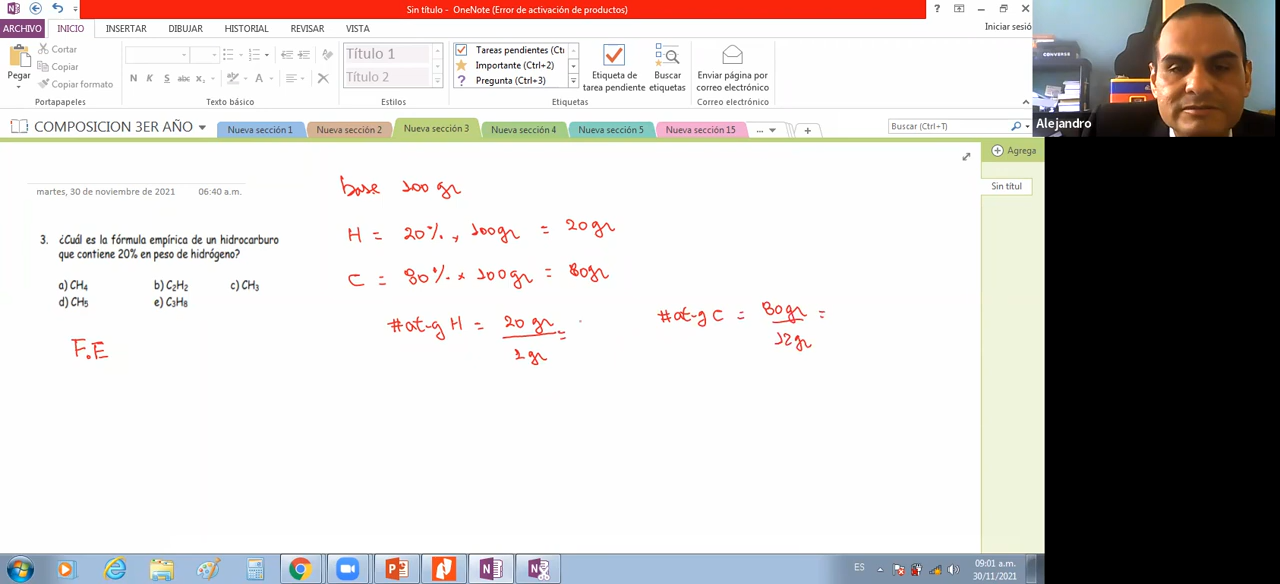 Sin título - OneNote (Error de activación de productos)
ARCHIVO INICIO INSERTAR DIBUJAR HISTORIAL REVISAR VISTA
Iniciar sesió
Pegar
Cortar
Copiar
Copiar formato
Portapapeles
N K S abc
Texto básico
Título 1
Título 2
Estilos
Tareas pendientes (Ctr
Importante (Ctrl+2)
Pregunta (Ctrl+3)
Etiqueta de tarea pendiente
Buscar etiquetas
Etiquetas
Enviar página por correo electrónico
Correo electrónico
Alejandro
CONVERSE
COMPOSICION 3ER AÑO
Nueva sección 1 Nueva sección 2 Nueva sección 3 Nueva sección 4 Nueva sección 5 Nueva sección 15 ...
Buscar (Ctrl+T)
Agrega
Sin títul
martes, 30 de noviembre de 2021 06:40 a.m.
base 100 gr
H = 20% , 100gr = 20gr
3. ¿Cuál es la fórmula empírica de un hidrocarburo
que contiene 20% en peso de hidrógeno?
C = 80% × 100gr = 80gr
a) CH₄ b) C₂H₂ c) CH₃
d) CH₅ e) C₃H₈
#at-g H = 20 gr / 1 gr =
#at-g C = 80gr / 12gr =
F.E
ES
09:01 a.m.
30/11/2021